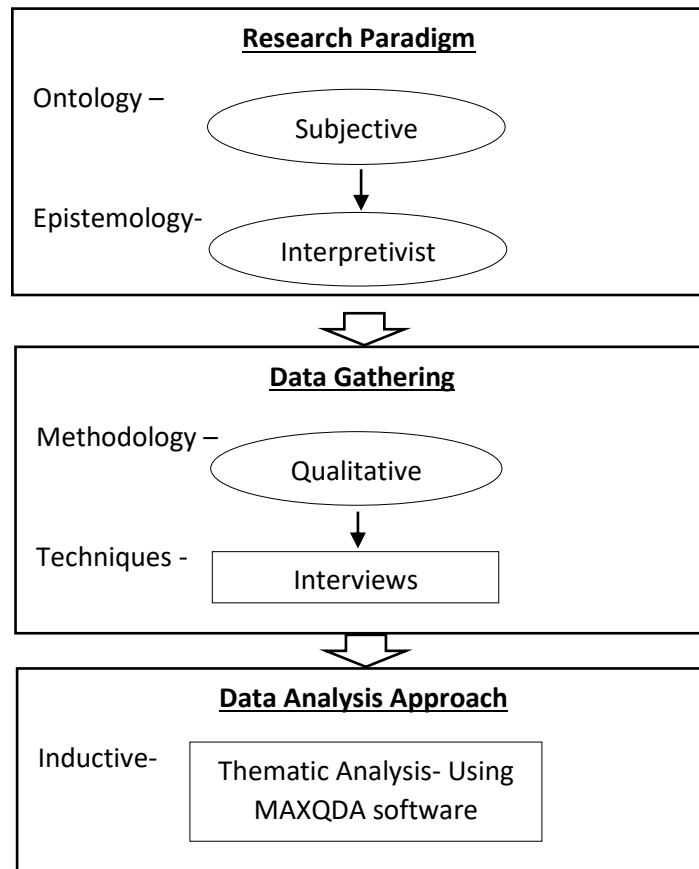 Research Paradigm
Ontology –
Subjective
Epistemology-
Interpretivist
Data Gathering
Methodology –
Qualitative
Techniques -
Interviews
Data Analysis Approach
Inductive-
Thematic Analysis- Using
MAXQDA software